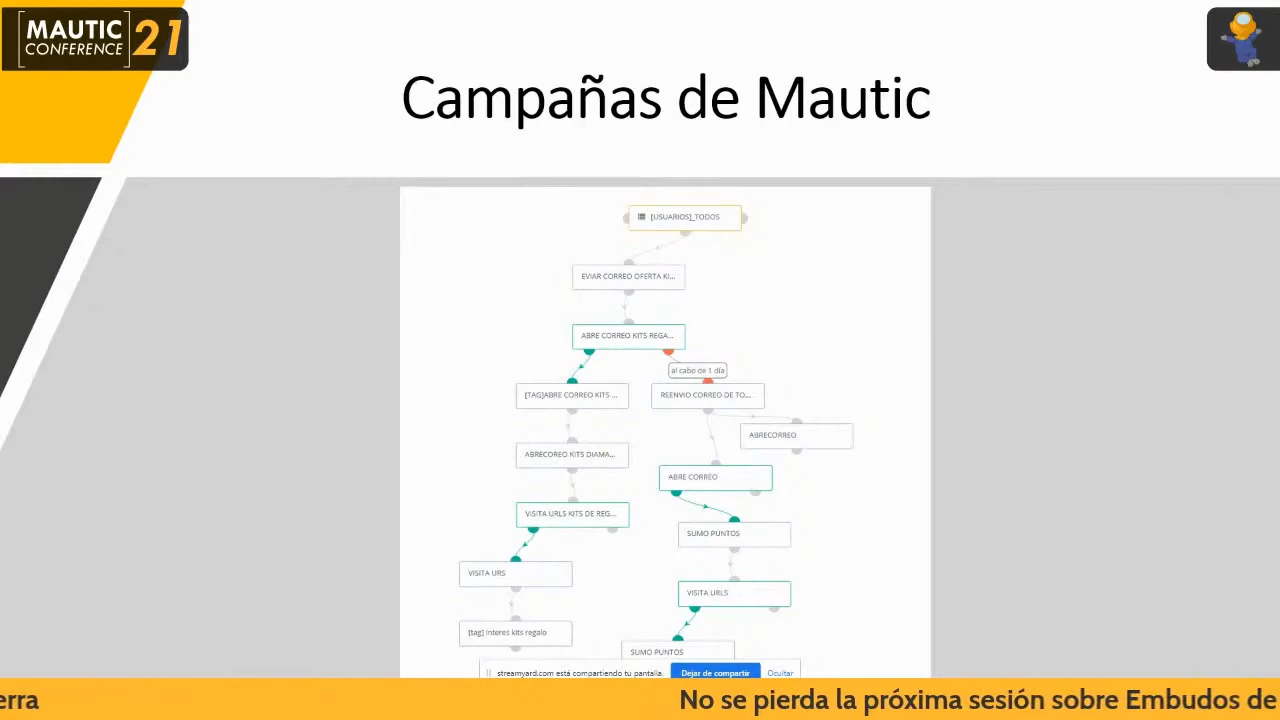 MAUTIC
CONFERENCE
21
Campañas de Mautic
[USUARIOS]_TODOS
EVIAR CORREO OFERTA KI...
ABRE CORREO KITS REGA...
al cabo de 1 día
[TAG]ABRE CORREO KITS ...
REENVIO CORREO DE TO...
ABRECORREO
ABRECOREO KITS DIAMA...
ABRE CORREO
VISITA URLS KITS DE REG...
SUMO PUNTOS
VISITA URS
VISITA URLS
[tag] Interes kits regalo
SUMO PUNTOS
streamyard.com está compartiendo tu pantalla.
Dejar de compartir
Ocultar
erra
No se pierda la próxima sesión sobre Embudos de